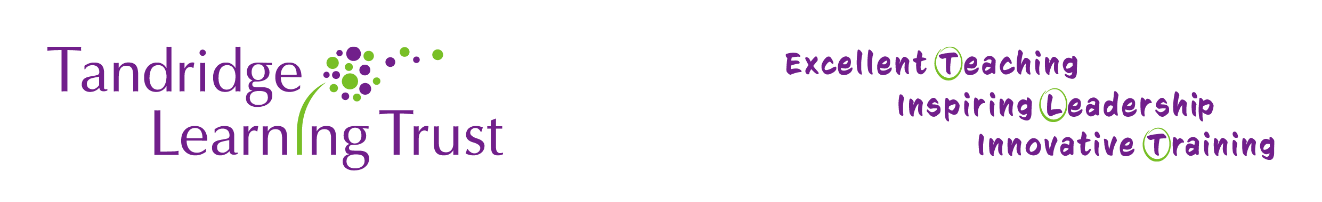 Tandridge
Learning Trust
Excellent Teaching
Inspiring Leadership
Innovative Training